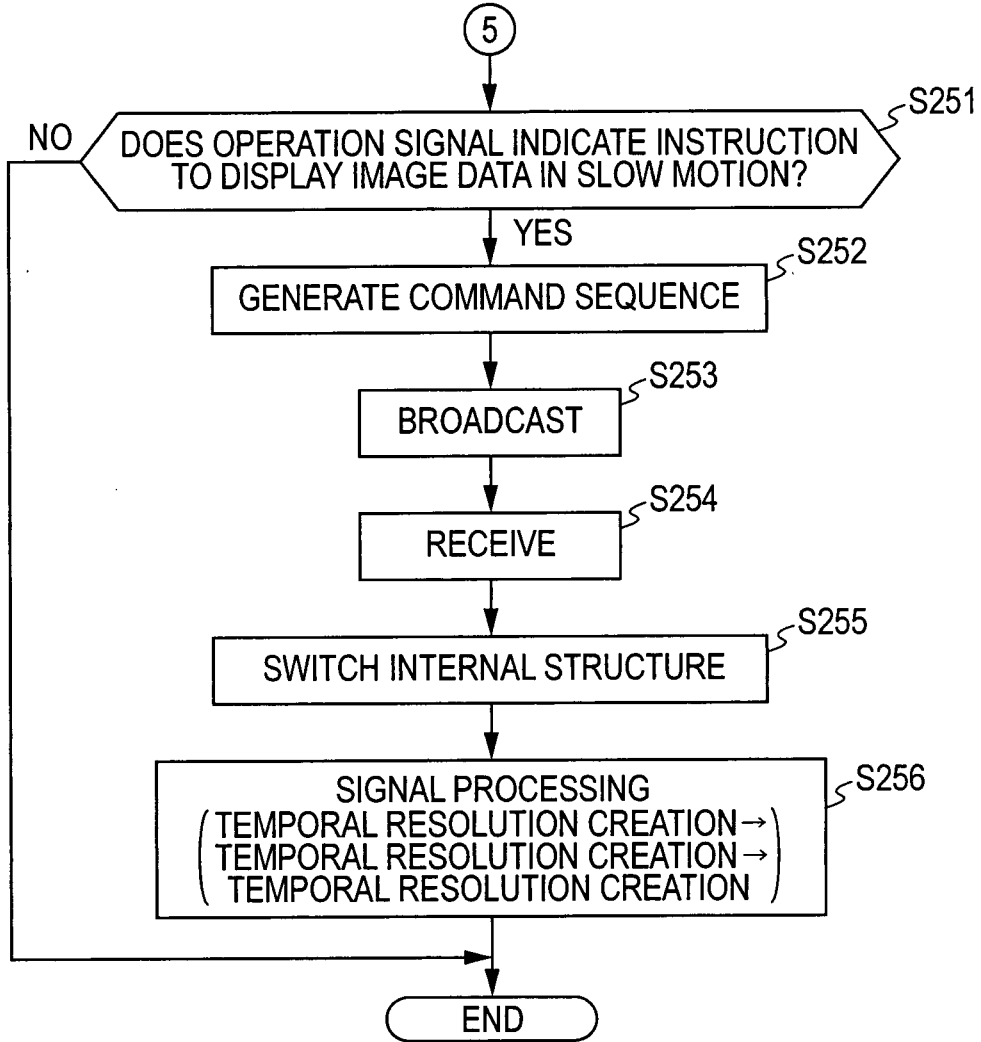 5
S251
NO
DOES OPERATION SIGNAL INDICATE INSTRUCTION
TO DISPLAY IMAGE DATA IN SLOW MOTION?
YES
S252
GENERATE COMMAND SEQUENCE
S253
BROADCAST
S254
RECEIVE
S255
SWITCH INTERNAL STRUCTURE
S256
SIGNAL PROCESSING
(TEMPORAL RESOLUTION CREATION→
TEMPORAL RESOLUTION CREATION→
TEMPORAL RESOLUTION CREATION)
END